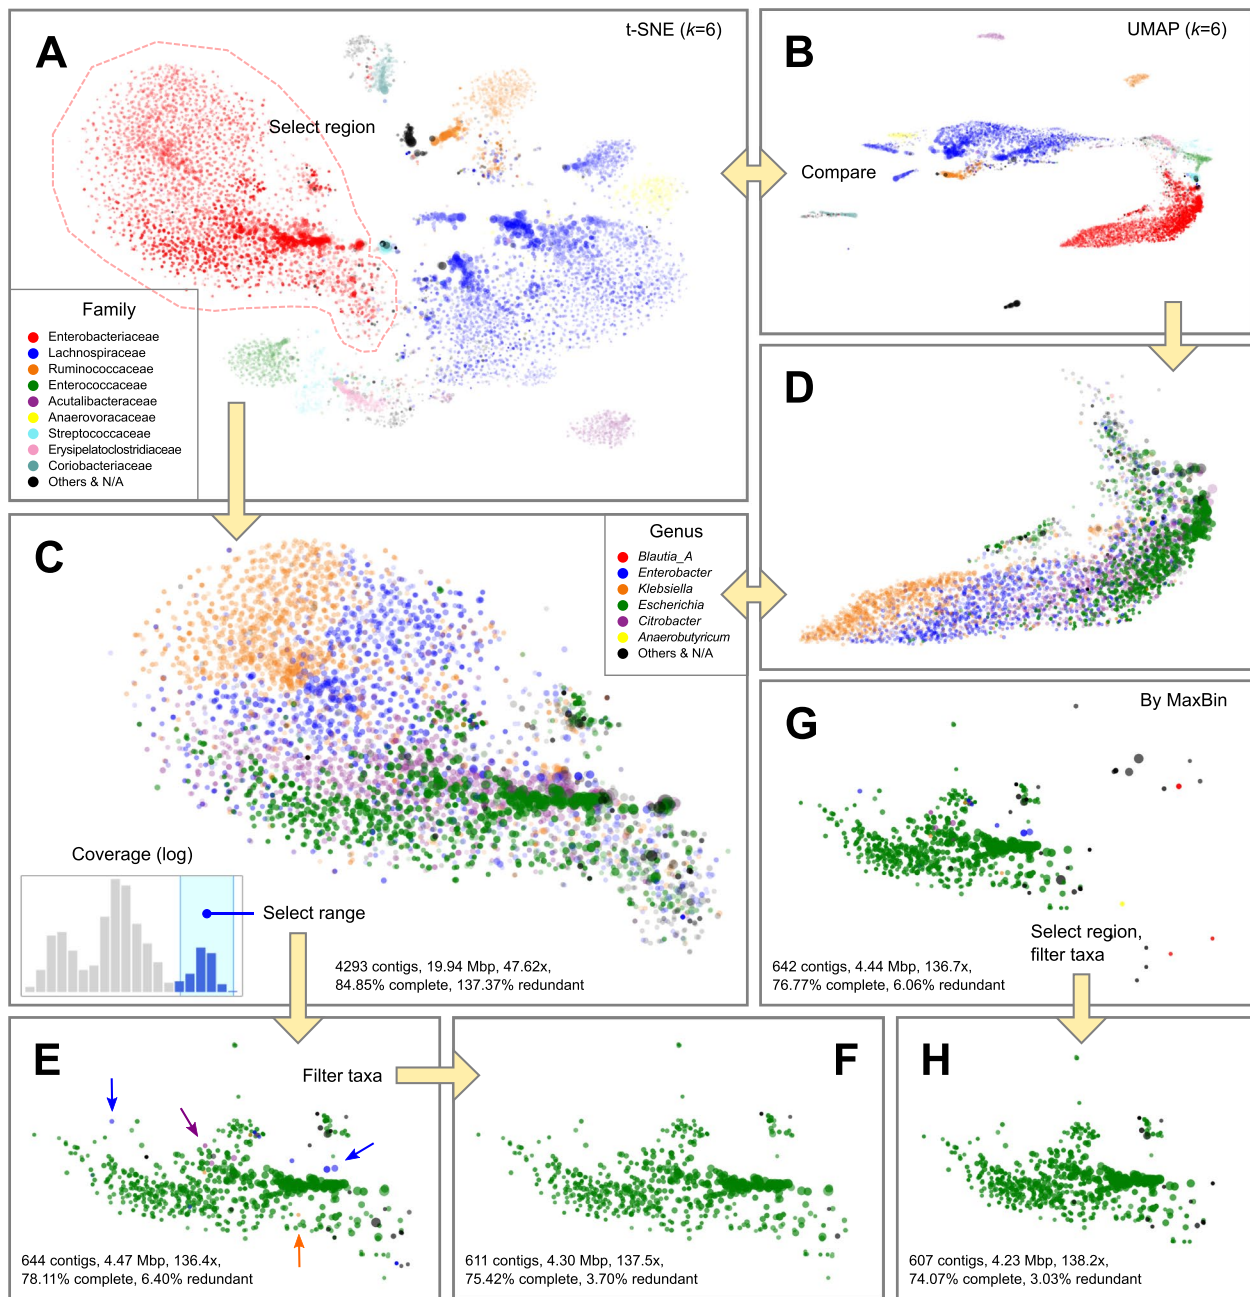 A
t-SNE (k=6)
Select region
Family
Enterobacteriaceae
Lachnospiraceae
Ruminococcaceae
Enterococcaceae
Acutalibacteraceae
Anaerovoracaceae
Streptococcaceae
Erysipelatoclostridiaceae
Coriobacteriaceae
Others & N/A
B
UMAP (k=6)
Compare
C
Genus
Blautia_A
Enterobacter
Klebsiella
Escherichia
Citrobacter
Anaerobutyricum
Others & N/A
Coverage (log)
Select range
4293 contigs, 19.94 Mbp, 47.62x,
84.85% complete, 137.37% redundant
D
G
By MaxBin
Select region,
filter taxa
642 contigs, 4.44 Mbp, 136.7x,
76.77% complete, 6.06% redundant
E
Filter taxa
644 contigs, 4.47 Mbp, 136.4x,
78.11% complete, 6.40% redundant
F
611 contigs, 4.30 Mbp, 137.5x,
75.42% complete, 3.70% redundant
H
607 contigs, 4.23 Mbp, 138.2x,
74.07% complete, 3.03% redundant